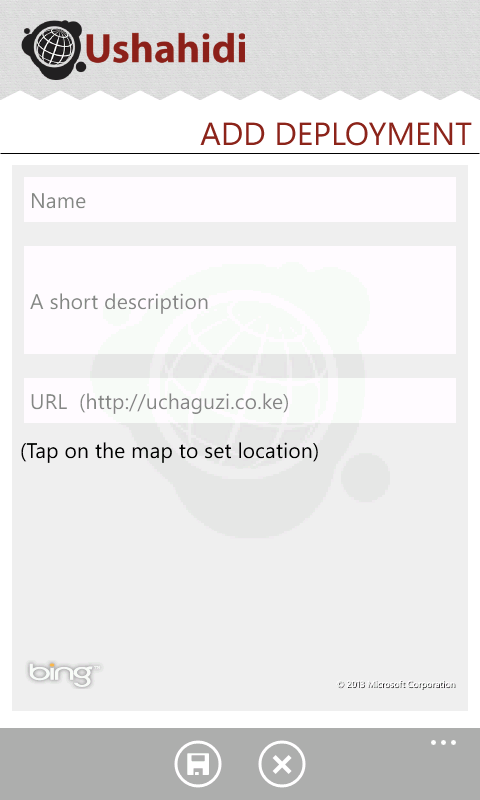 Ushahidi
ADD DEPLOYMENT
Name
A short description
URL (http://uchaguzi.co.ke)
(Tap on the map to set location)
bing™
© 2013 Microsoft Corporation